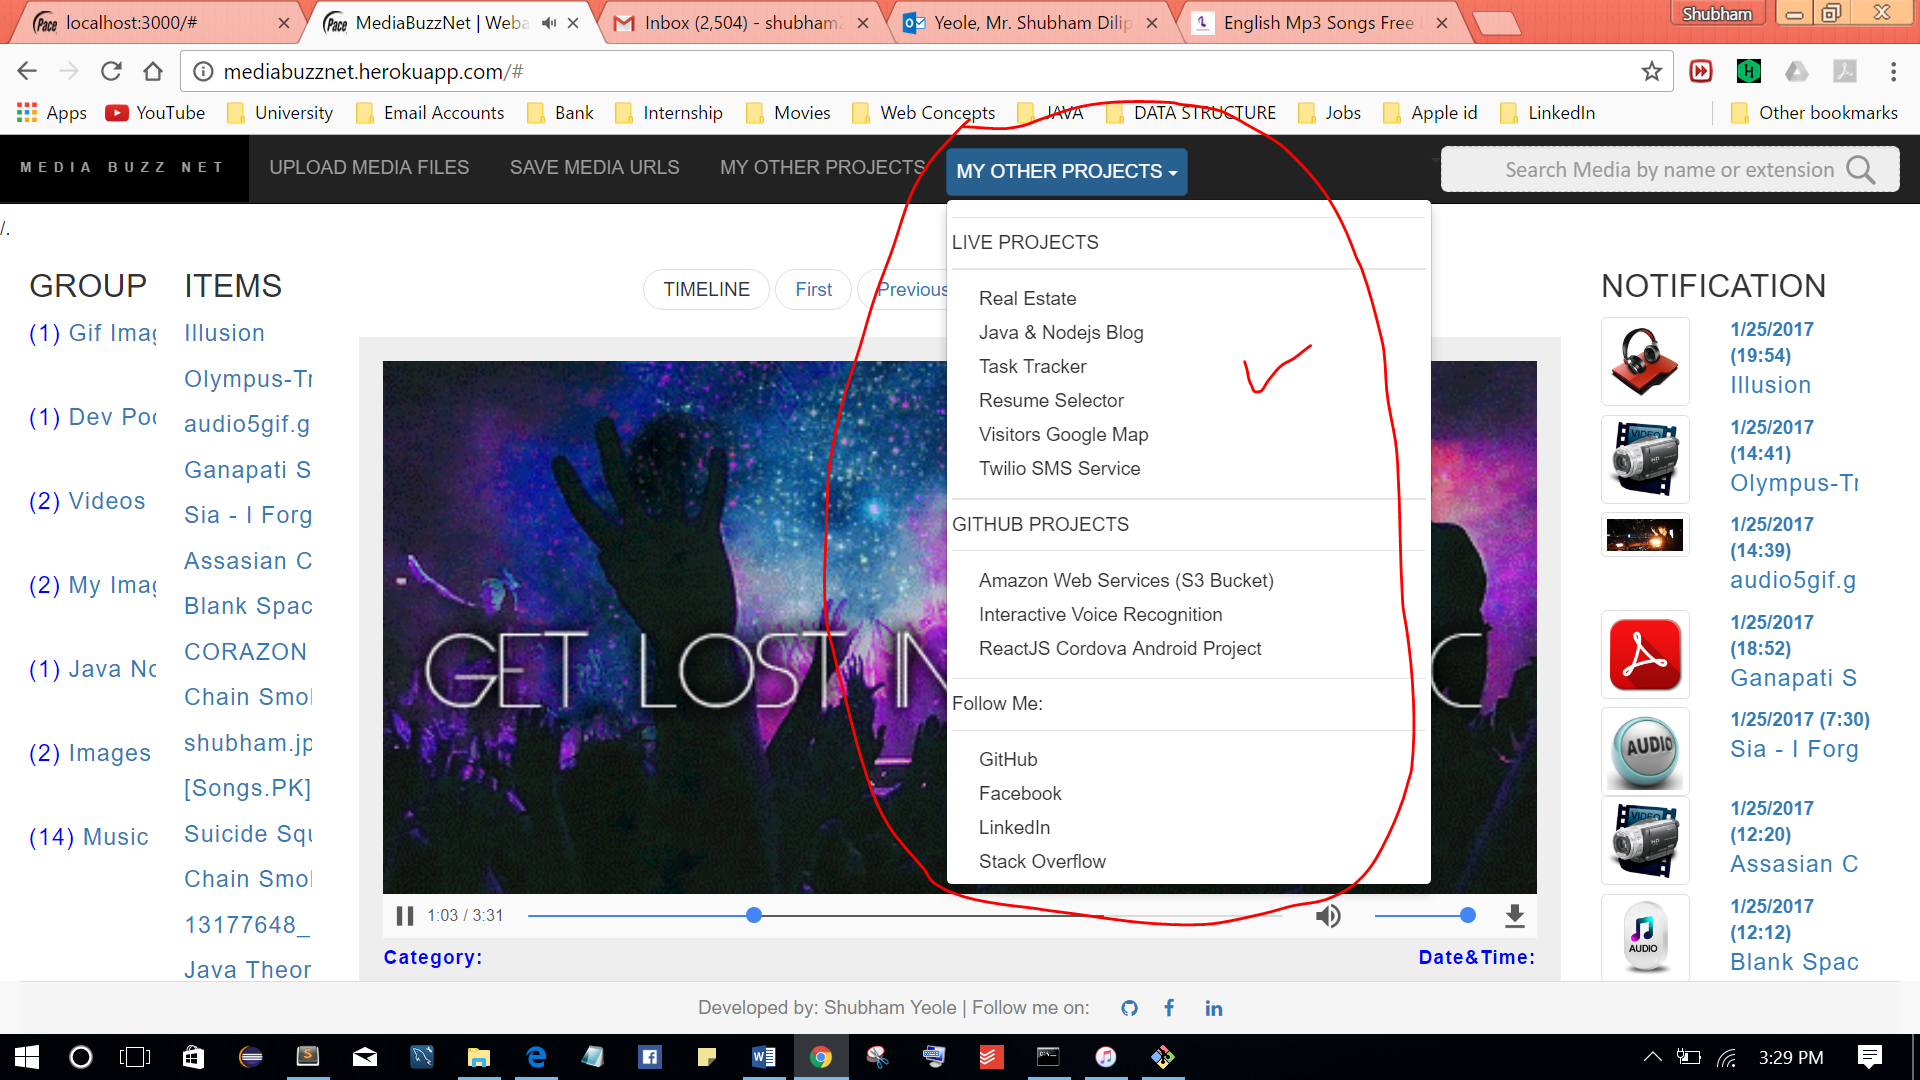 localhost:3000/#
MediaBuzzNet | Weba
Inbox (2,504) - shubham2
Yeole, Mr. Shubham Dilip
English Mp3 Songs Free
Shubham
mediabuzznet.herokuapp.com/#
Apps YouTube University Email Accounts Bank Internship Movies Web Concepts JAVA DATA STRUCTURE Jobs Apple id LinkedIn Other bookmarks
MEDIA BUZZ NET
UPLOAD MEDIA FILES SAVE MEDIA URLS MY OTHER PROJECTS
MY OTHER PROJECTS
Search Media by name or extension
/.
GROUP
(1) Gif Imag
(1) Dev Poc
(2) Videos
(2) My Imag
(1) Java No
(2) Images
(14) Music
ITEMS
Illusion
Olympus-Tr
audio5gif.g
Ganapati S
Sia - I Forg
Assasian C
Blank Spac
CORAZON
Chain Smol
shubham.jp
[Songs.PK]
Suicide Squ
Chain Smol
13177648_
Java Theor
TIMELINE First Previous
GET LOST IN C
LIVE PROJECTS
Real Estate
Java & Nodejs Blog
Task Tracker
Resume Selector
Visitors Google Map
Twilio SMS Service
GITHUB PROJECTS
Amazon Web Services (S3 Bucket)
Interactive Voice Recognition
ReactJS Cordova Android Project
Follow Me:
GitHub
Facebook
LinkedIn
Stack Overflow
1:03 / 3:31
Category: Date&Time:
NOTIFICATION
1/25/2017
(19:54)
Illusion
VIDEO
HD
1/25/2017
(14:41)
Olympus-Tr
1/25/2017
(14:39)
audio5gif.g
1/25/2017
(18:52)
Ganapati S
AUDIO
1/25/2017 (7:30)
Sia - I Forg
VIDEO
HD
1/25/2017
(12:20)
Assasian C
AUDIO
1/25/2017
(12:12)
Blank Spac
Developed by: Shubham Yeole | Follow me on:
3:29 PM